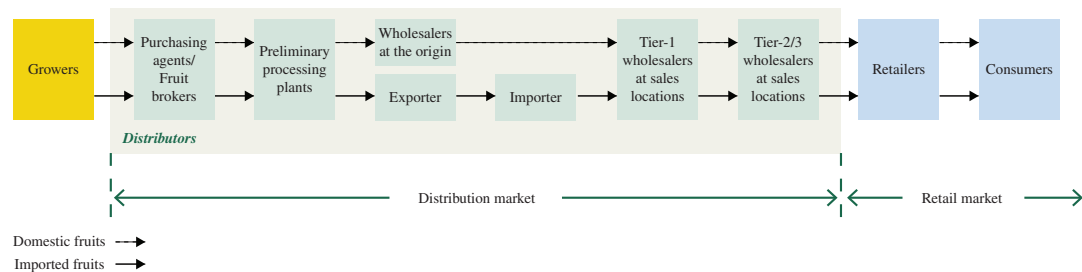 Growers
Purchasing
agents/
Fruit
brokers
Preliminary
processing
plants
Wholesalers
at the origin
Exporter
Importer
Tier-1
wholesalers
at sales
locations
Tier-2/3
wholesalers
at sales
locations
Retailers
Consumers
Distributors
Distribution market
Retail market
Domestic fruits
Imported fruits